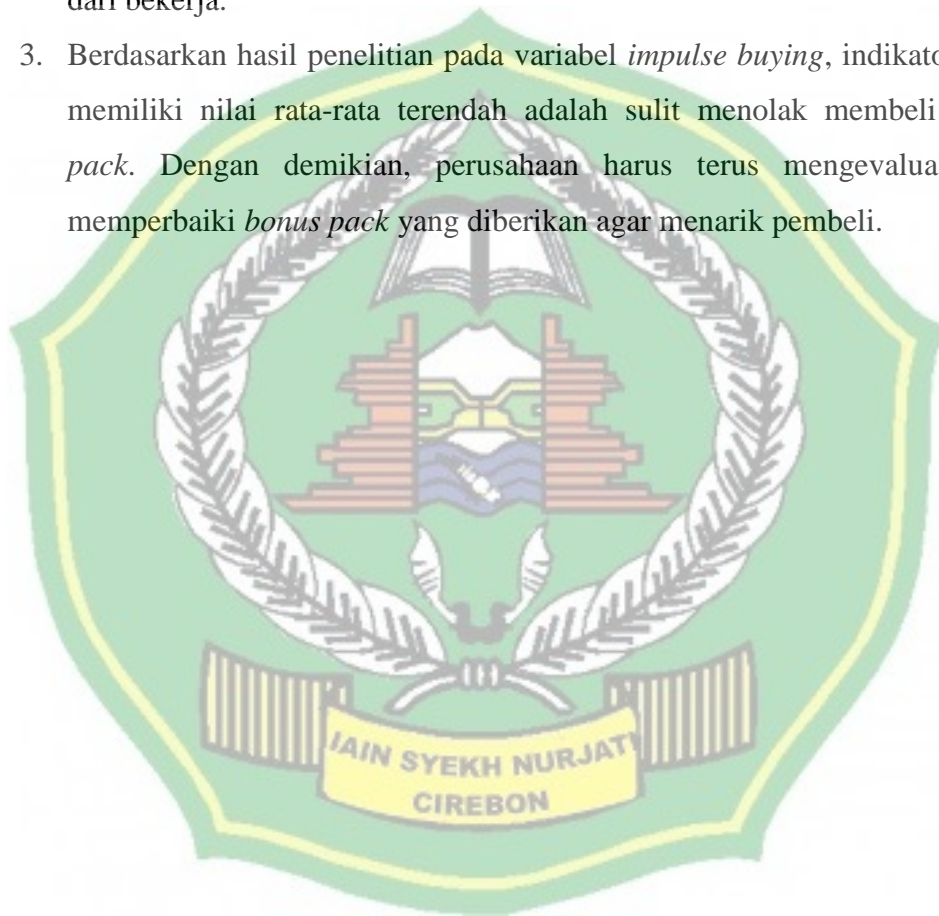 dari bekerja.
3. Berdasarkan hasil penelitian pada variabel impulse buying, indikato
memiliki nilai rata-rata terendah adalah sulit menolak membeli
pack. Dengan demikian, perusahaan harus terus mengevalua
memperbaiki bonus pack yang diberikan agar menarik pembeli.
IAIN SYEKH NURJATI
CIREBON